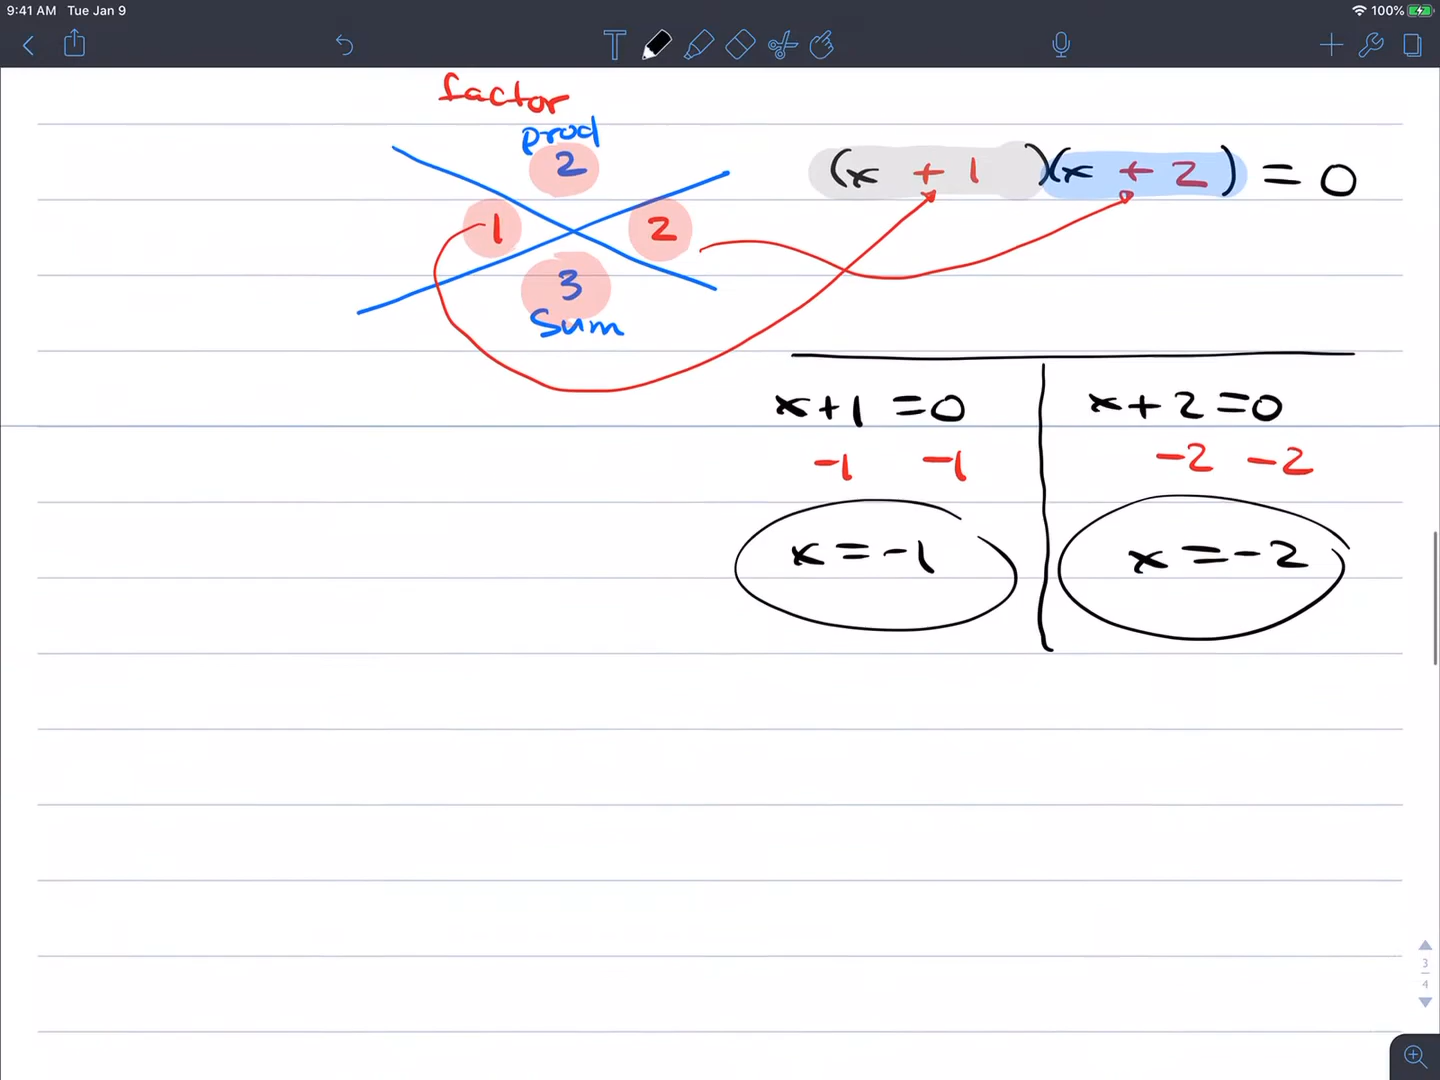 9:41 AM Tue Jan 9
100%
T
factor
prod
2
1 2
3
Sum
(x + 1 )(x + 2 ) = 0
x+1 =0
-1 -1
x = -1
x + 2 =0
-2 -2
x = -2
3
4